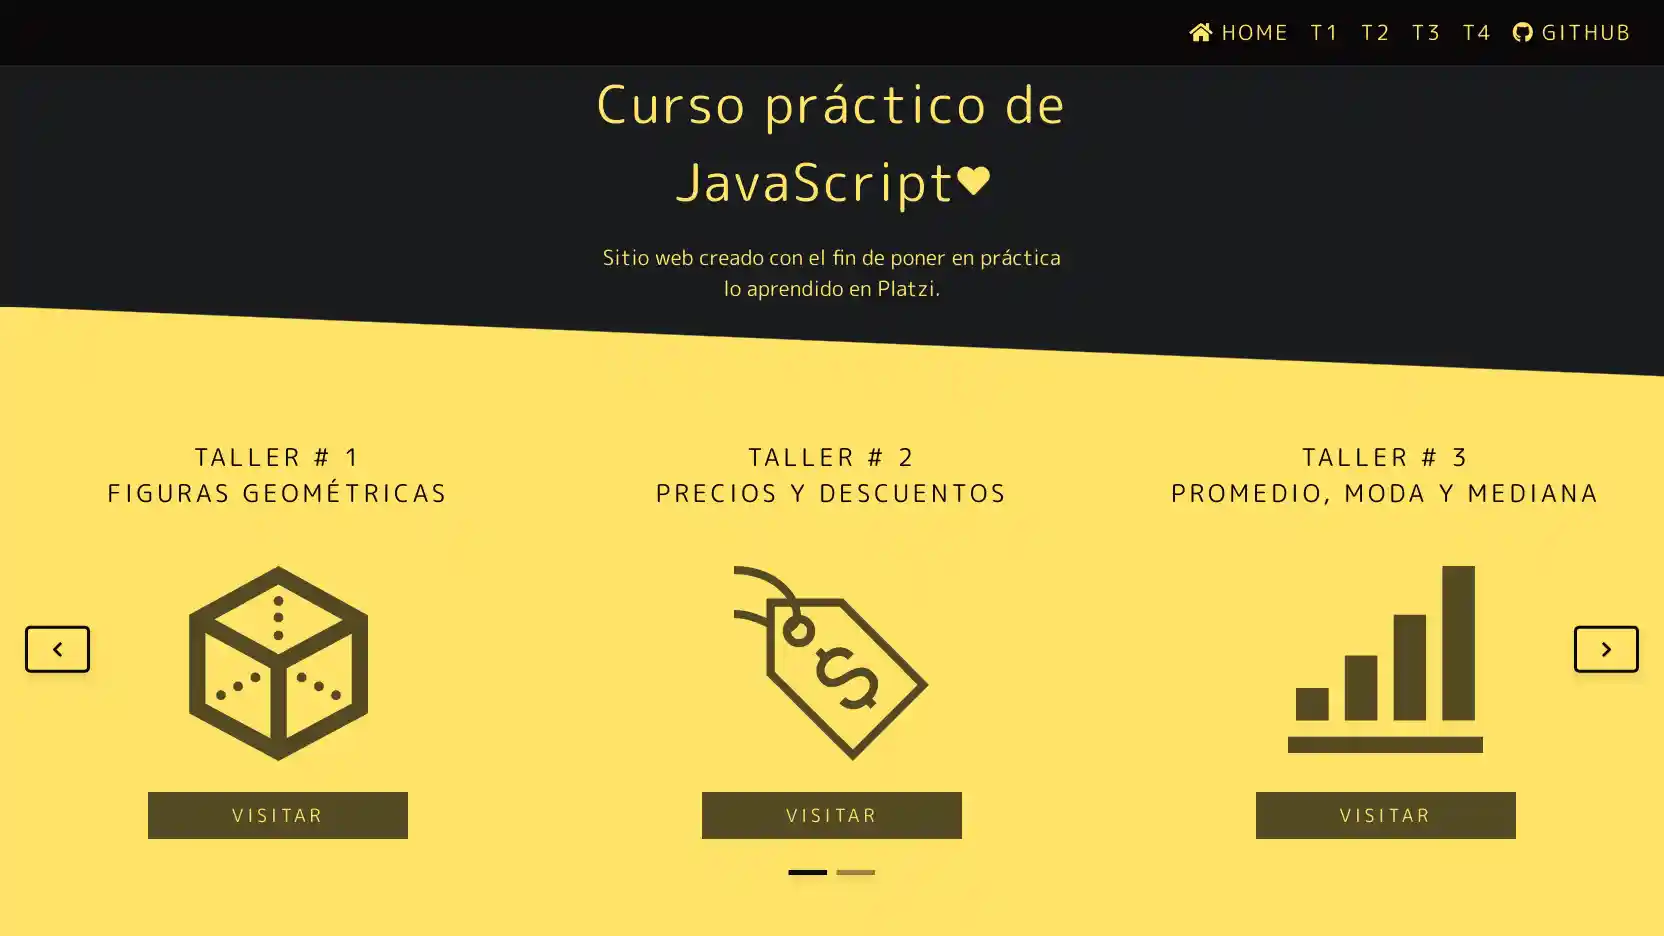 HOME T1 T2 T3 T4 GITHUB
Curso práctico de
JavaScript
Sitio web creado con el fin de poner en práctica
lo aprendido en Platzi.
TALLER # 1
FIGURAS GEOMÉTRICAS
VISITAR
TALLER # 2
PRECIOS Y DESCUENTOS
$
VISITAR
TALLER # 3
PROMEDIO, MODA Y MEDIANA
VISITAR